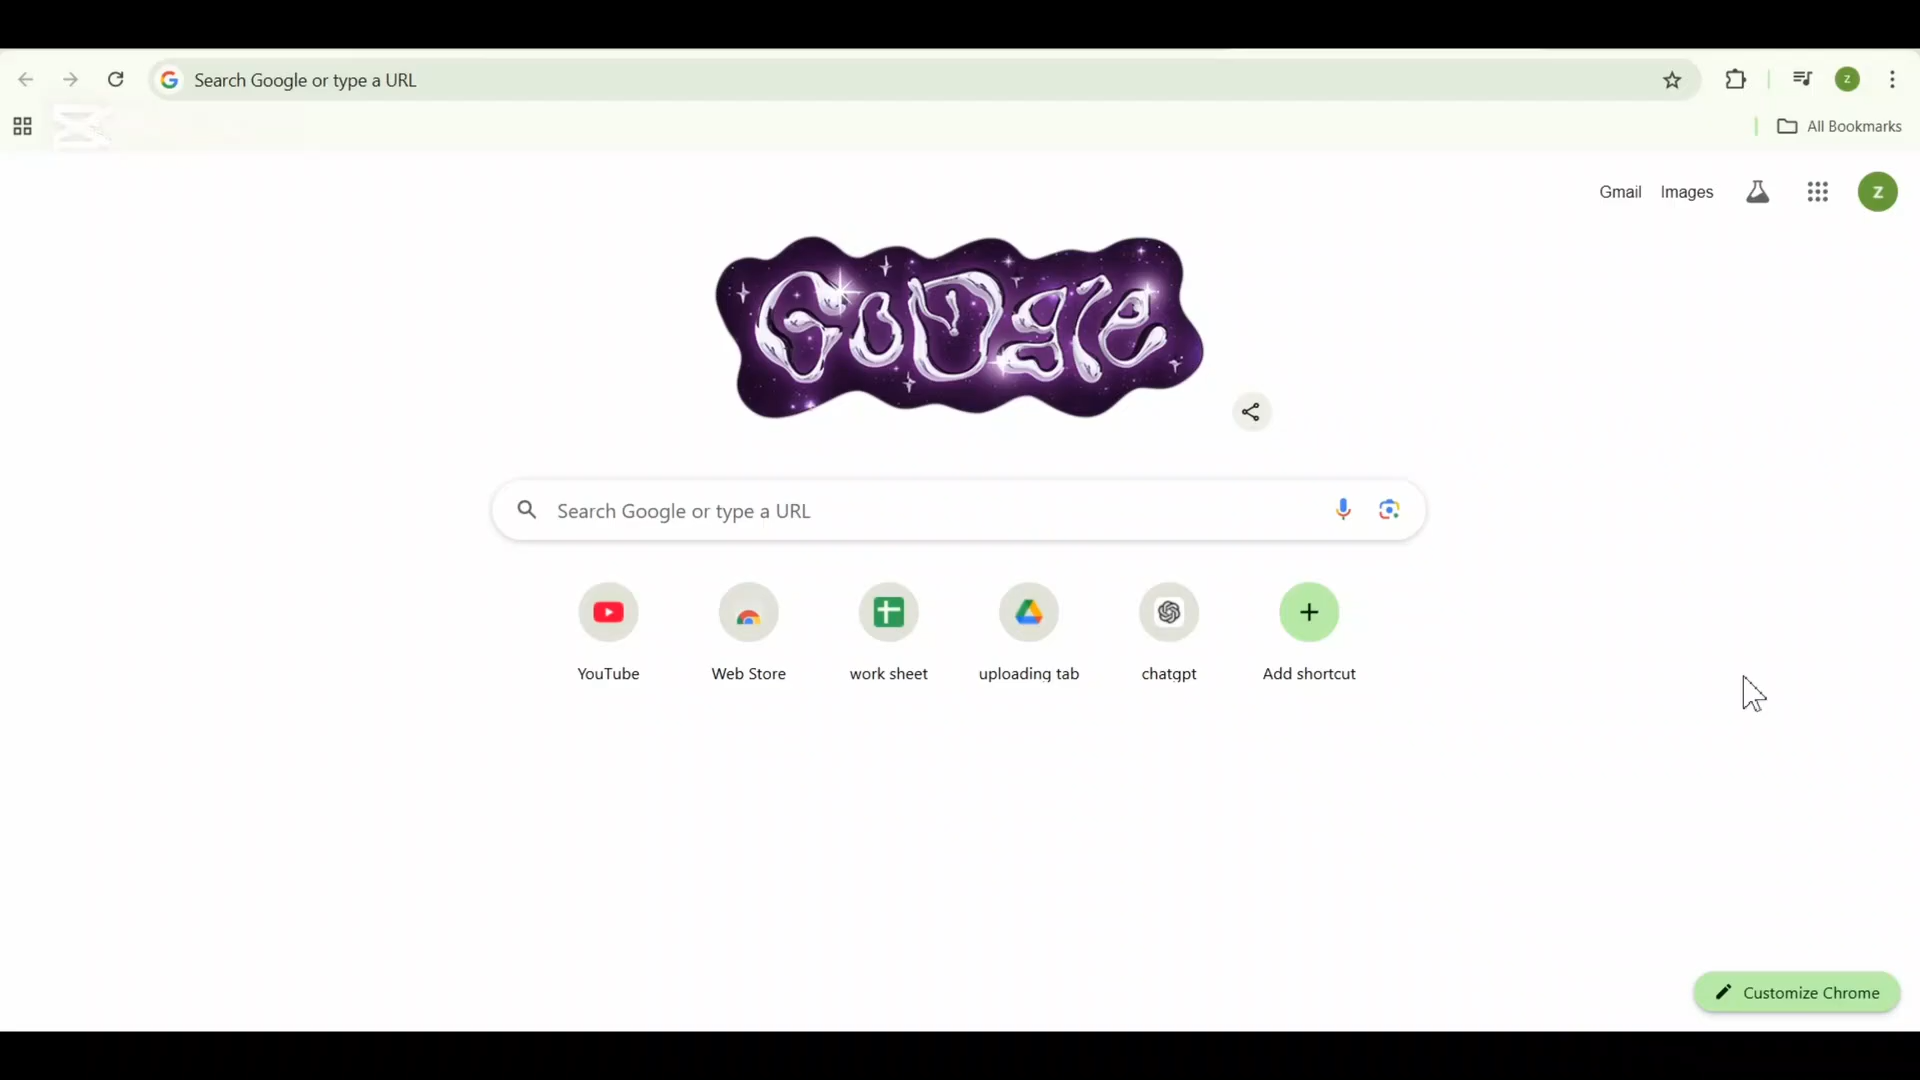 Search Google or type a URL
All Bookmarks
Gmail Images
z
z
Google
Search Google or type a URL
YouTube Web Store work sheet uploading tab chatgpt Add shortcut
Customize Chrome